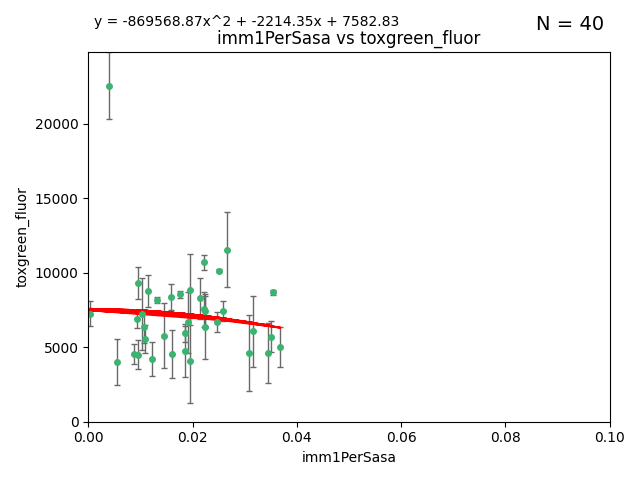 y = -869568.87x^2 + -2214.35x + 7582.83
N = 40
imm1PerSasa vs toxgreen_fluor
toxgreen_fluor
20000
15000
10000
5000
0
0.00 0.02 0.04 0.06 0.08 0.10
imm1PerSasa